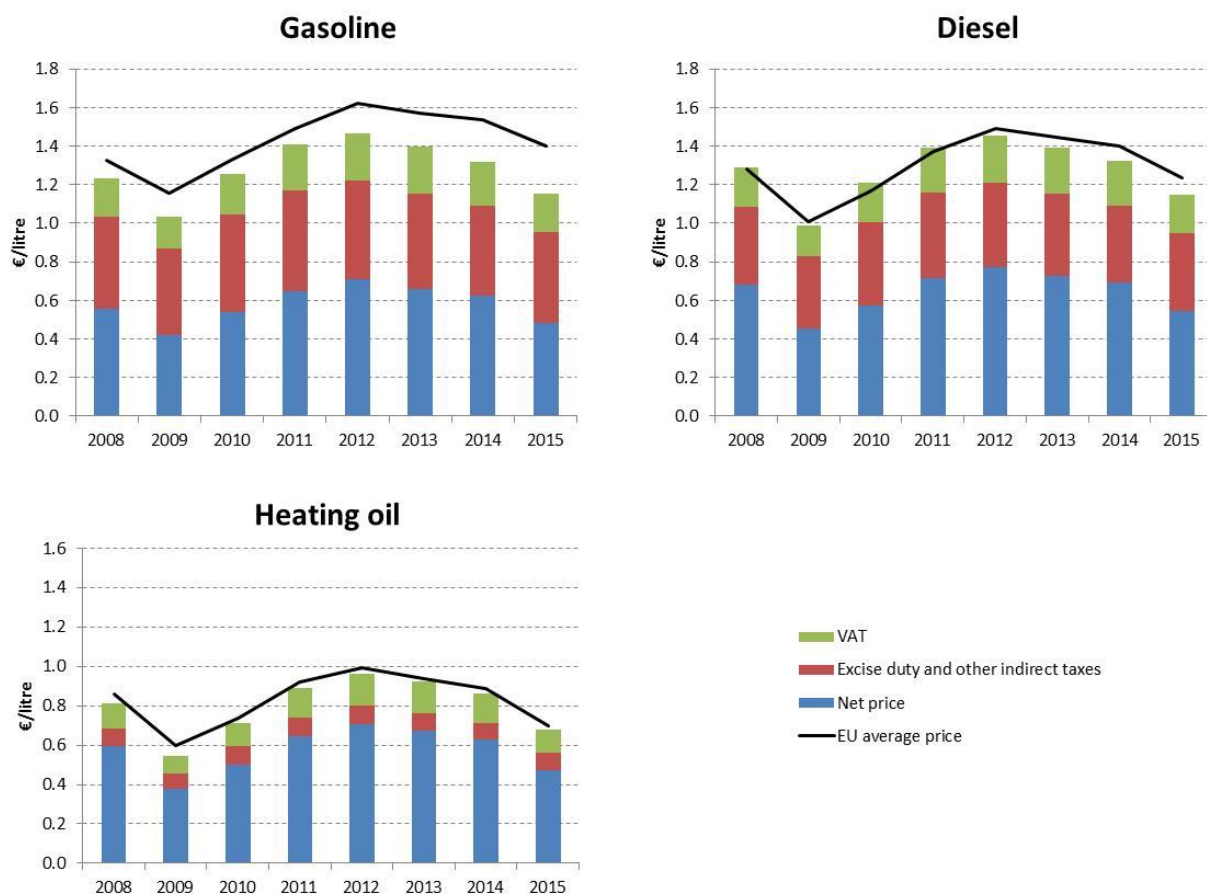 Gasoline
1.8
1.6
1.4
1.2
1.0
0.8
0.6
0.4
0.2
0.0
€/litre
2008 2009 2010 2011 2012 2013 2014 2015
Diesel
1.8
1.6
1.4
1.2
1.0
0.8
0.6
0.4
0.2
0.0
€/litre
2008 2009 2010 2011 2012 2013 2014 2015
Heating oil
1.6
1.4
1.2
1.0
0.8
0.6
0.4
0.2
0.0
€/litre
2008 2009 2010 2011 2012 2013 2014 2015
VAT
Excise duty and other indirect taxes
Net price
EU average price